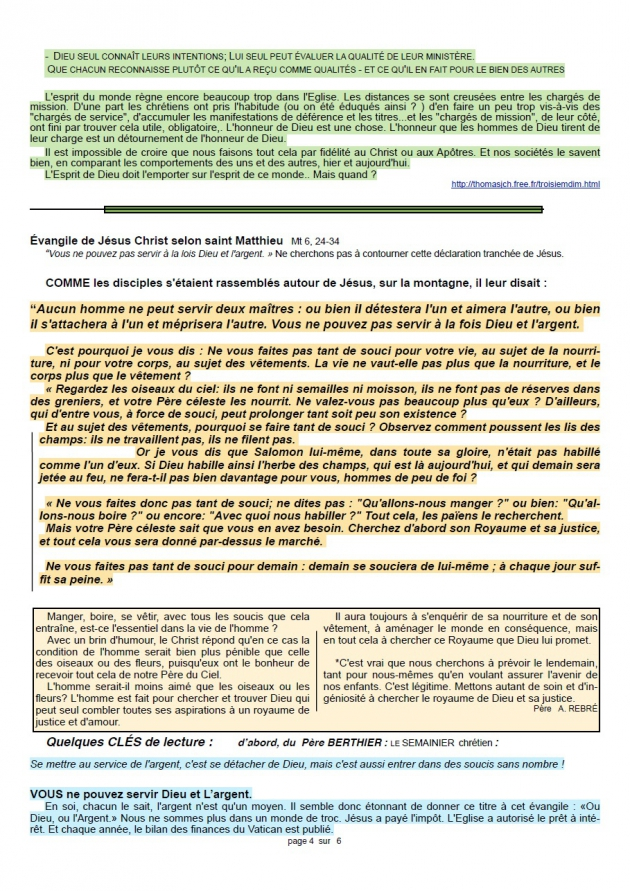 - DIEU SEUL CONNAÎT LEURS INTENTIONS; LUI SEUL PEUT ÉVALUER LA QUALITÉ DE LEUR MINISTÈRE.
QUE CHACUN RECONNAISSE PLUTÔT CE QU'IL A REÇU COMME QUALITÉS - ET CE QU'IL EN FAIT POUR LE BIEN DES AUTRES
L'esprit du monde règne encore beaucoup trop dans l'Eglise. Les distances se sont creusées entre les chargés de
mission. D'une part les chrétiens ont pris l'habitude (ou on été éduqués ainsi ? ) d'en faire un peu trop vis-à-vis des
"chargés de service", d'accumuler les manifestations de déférence et les titres...et les "chargés de mission", de leur côté,
ont fini par trouver cela utile, obligatoire,. L'honneur de Dieu est une chose. L'honneur que les hommes de Dieu tirent de
leur charge est un détournement de l'honneur de Dieu.
Il est impossible de croire que nous faisons tout cela par fidélité au Christ ou aux Apôtres. Et nos sociétés le savent
bien, en comparant les comportements des uns et des autres, hier et aujourd'hui.
L'Esprit de Dieu doit l'emporter sur l'esprit de ce monde.. Mais quand ?
http://thomasjch.free.fr/troisiemdim.html
Évangile de Jésus Christ selon saint Matthieu Mt 6, 24-34
"Vous ne pouvez pas servir à la lois Dieu et l'argent. » Ne cherchons pas à contourner cette déclaration tranchée de Jésus.
COMME les disciples s'étaient rassemblés autour de Jésus, sur la montagne, il leur disait :
“Aucun homme ne peut servir deux maîtres : ou bien il détestera l'un et aimera l'autre, ou bien
il s'attachera à l'un et méprisera l'autre. Vous ne pouvez pas servir à la fois Dieu et l'argent.
C'est pourquoi je vous dis : Ne vous faites pas tant de souci pour votre vie, au sujet de la nourri-
ture, ni pour votre corps, au sujet des vêtements. La vie ne vaut-elle pas plus que la nourriture, et le
corps plus que le vêtement ?
« Regardez les oiseaux du ciel: ils ne font ni semailles ni moisson, ils ne font pas de réserves dans
des greniers, et votre Père céleste les nourrit. Ne valez-vous pas beaucoup plus qu'eux ? D'ailleurs,
qui d'entre vous, à force de souci, peut prolonger tant soit peu son existence ?
Et au sujet des vêtements, pourquoi se faire tant de souci ? Observez comment poussent les lis des
champs: ils ne travaillent pas, ils ne filent pas.
Or je vous dis que Salomon lui-même, dans toute sa gloire, n'était pas habillé
comme l'un d'eux. Si Dieu habille ainsi l'herbe des champs, qui est là aujourd'hui, et qui demain sera
jetée au feu, ne fera-t-il pas bien davantage pour vous, hommes de peu de foi ?
« Ne vous faites donc pas tant de souci; ne dites pas : "Qu'allons-nous manger ?" ou bien: "Qu'al-
lons-nous boire ?" ou encore: "Avec quoi nous habiller ?" Tout cela, les païens le recherchent.
Mais votre Père céleste sait que vous en avez besoin. Cherchez d'abord son Royaume et sa justice,
et tout cela vous sera donné par-dessus le marché.
Ne vous faites pas tant de souci pour demain : demain se souciera de lui-même ; à chaque jour suf-
fit sa peine. »
Manger, boire, se vêtir, avec tous les soucis que cela
entraîne, est-ce l'essentiel dans la vie de l'homme ?
Avec un brin d'humour, le Christ répond qu'en ce cas la
condition de l'homme serait bien plus pénible que celle
des oiseaux ou des fleurs, puisqu'eux ont le bonheur de
recevoir tout cela de notre Père du Ciel.
L'homme serait-il moins aimé que les oiseaux ou les
fleurs? L'homme est fait pour chercher et trouver Dieu qui
peut seul combler toutes ses aspirations à un royaume de
justice et d'amour.
Il aura toujours à s'enquérir de sa nourriture et de son
vêtement, à aménager le monde en conséquence, mais
en tout cela à chercher ce Royaume que Dieu lui promet.
*C'est vrai que nous cherchons à prévoir le lendemain,
tant pour nous-mêmes qu'en voulant assurer l'avenir de
nos enfants. C'est légitime. Mettons autant de soin et d'in-
géniosité à chercher le royaume de Dieu et sa justice.
Père A. REBRÉ
Quelques CLÉS de lecture : d'abord, du Père BERTHIER : LE SEMAINIER chrétien :
Se mettre au service de l'argent, c'est se détacher de Dieu, mais c'est aussi entrer dans des soucis sans nombre !
VOUS ne pouvez servir Dieu et L'argent.
En soi, chacun le sait, l'argent n'est qu'un moyen. Il semble donc étonnant de donner ce titre à cet évangile : «Ou
Dieu, ou l'Argent.» Nous ne sommes plus dans un monde de troc. Jésus a payé l'impôt. L'Eglise a autorisé le prêt à inté-
rêt. Et chaque année, le bilan des finances du Vatican est publié.
page 4 sur 6